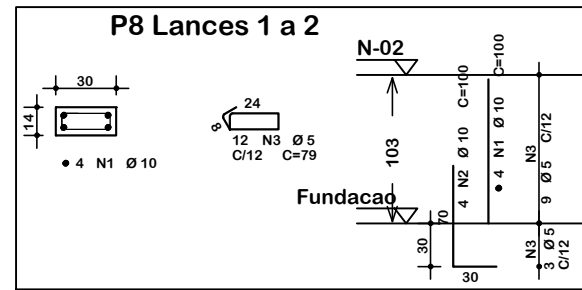 P8 Lances 1 a 2
30
14
4 N1 Ø 10
24
8
12 N3 Ø 5
C/12 C=79
N-02
103
Fundacao
70
30
30
4 N2 Ø 10 C=100
4 N1 Ø 10 C=100
N3
9 Ø 5 C/12
N3
3 Ø 5
C/12